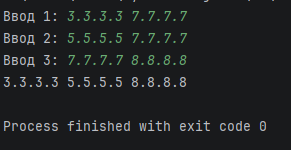 Ввод 1: 3.3.3.3 7.7.7.7
Ввод 2: 5.5.5.5 7.7.7.7
Ввод 3: 7.7.7.7 8.8.8.8
3.3.3.3 5.5.5.5 8.8.8.8
Process finished with exit code 0